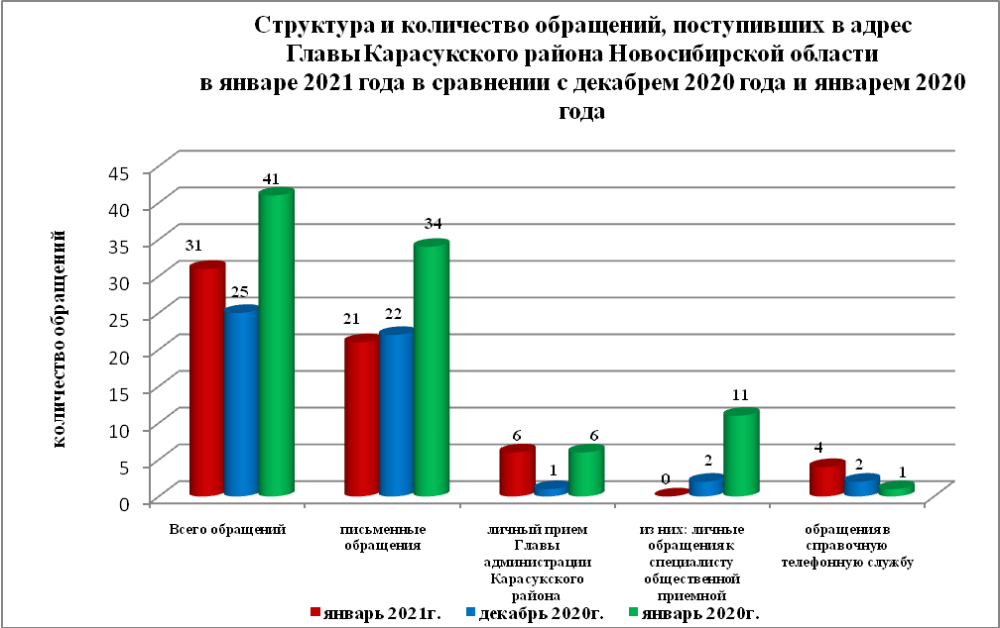 Структура и количество обращений, поступивших в адрес
Главы Карасукского района Новосибирской области
в январе 2021 года в сравнении с декабрем 2020 года и январем 2020
года
количество обращений
45
40
35
30
25
20
15
10
5
0
31
25
41
21
22
34
6
1
6
0
2
11
4
2
1
Всего обращений
письменные
обращения
личный прием
Главы
администрации
Карасукского
района
из них: личные
обращения к
специалисту
общественной
приемной
обращения в
справочную
телефонную службу
январь 2021г.
декабрь 2020г.
январь 2020г.